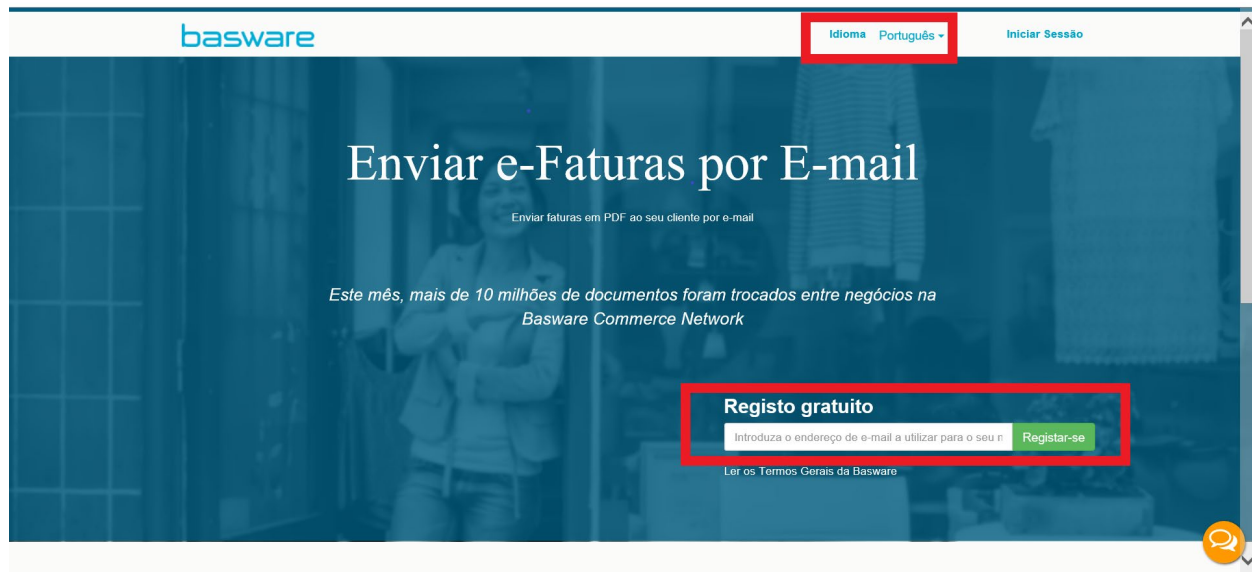 basware
Idioma Português
Iniciar Sessão
Enviar e-Faturas por E-mail
Enviar faturas em PDF ao seu cliente por e-mail
Este mês, mais de 10 milhões de documentos foram trocados entre negócios na
Basware Commerce Network
Registo gratuito
Introduza o endereço de e-mail a utilizar para o seu r
Registar-se
Ler os Termos Gerais da Basware